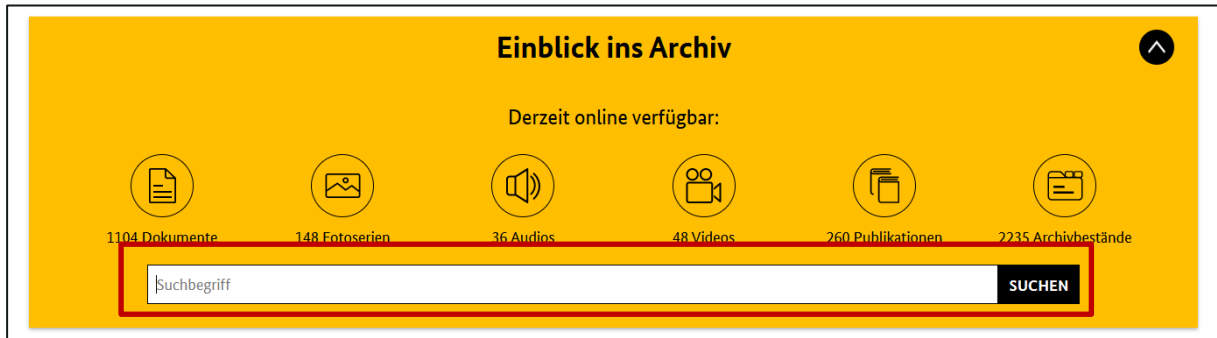 Einblick ins Archiv
Derzeit online verfügbar:
1104 Dokumente 148 Fotoserien 36 Audios 48 Videos 260 Publikationen 2235 Archivbestände
Suchbegriff SUCHEN